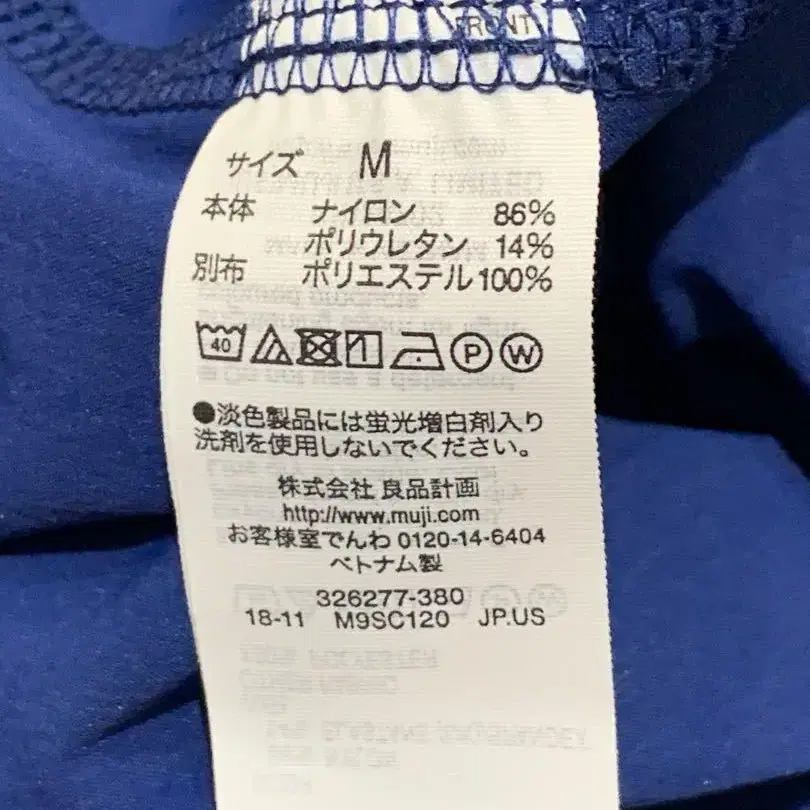 FRONT
サイズ M
本体 ナイロン 86%
ポリウレタン 14%
別布 ポリエステル100%
40 P W
●淡色製品には蛍光増白剤入り
洗剤を使用しないでください。
株式会社 良品計画
http://www.muji.com
お客様室でんわ 0120-14-6404
ベトナム製
326277-380
18-11 M9SC120 JP.US